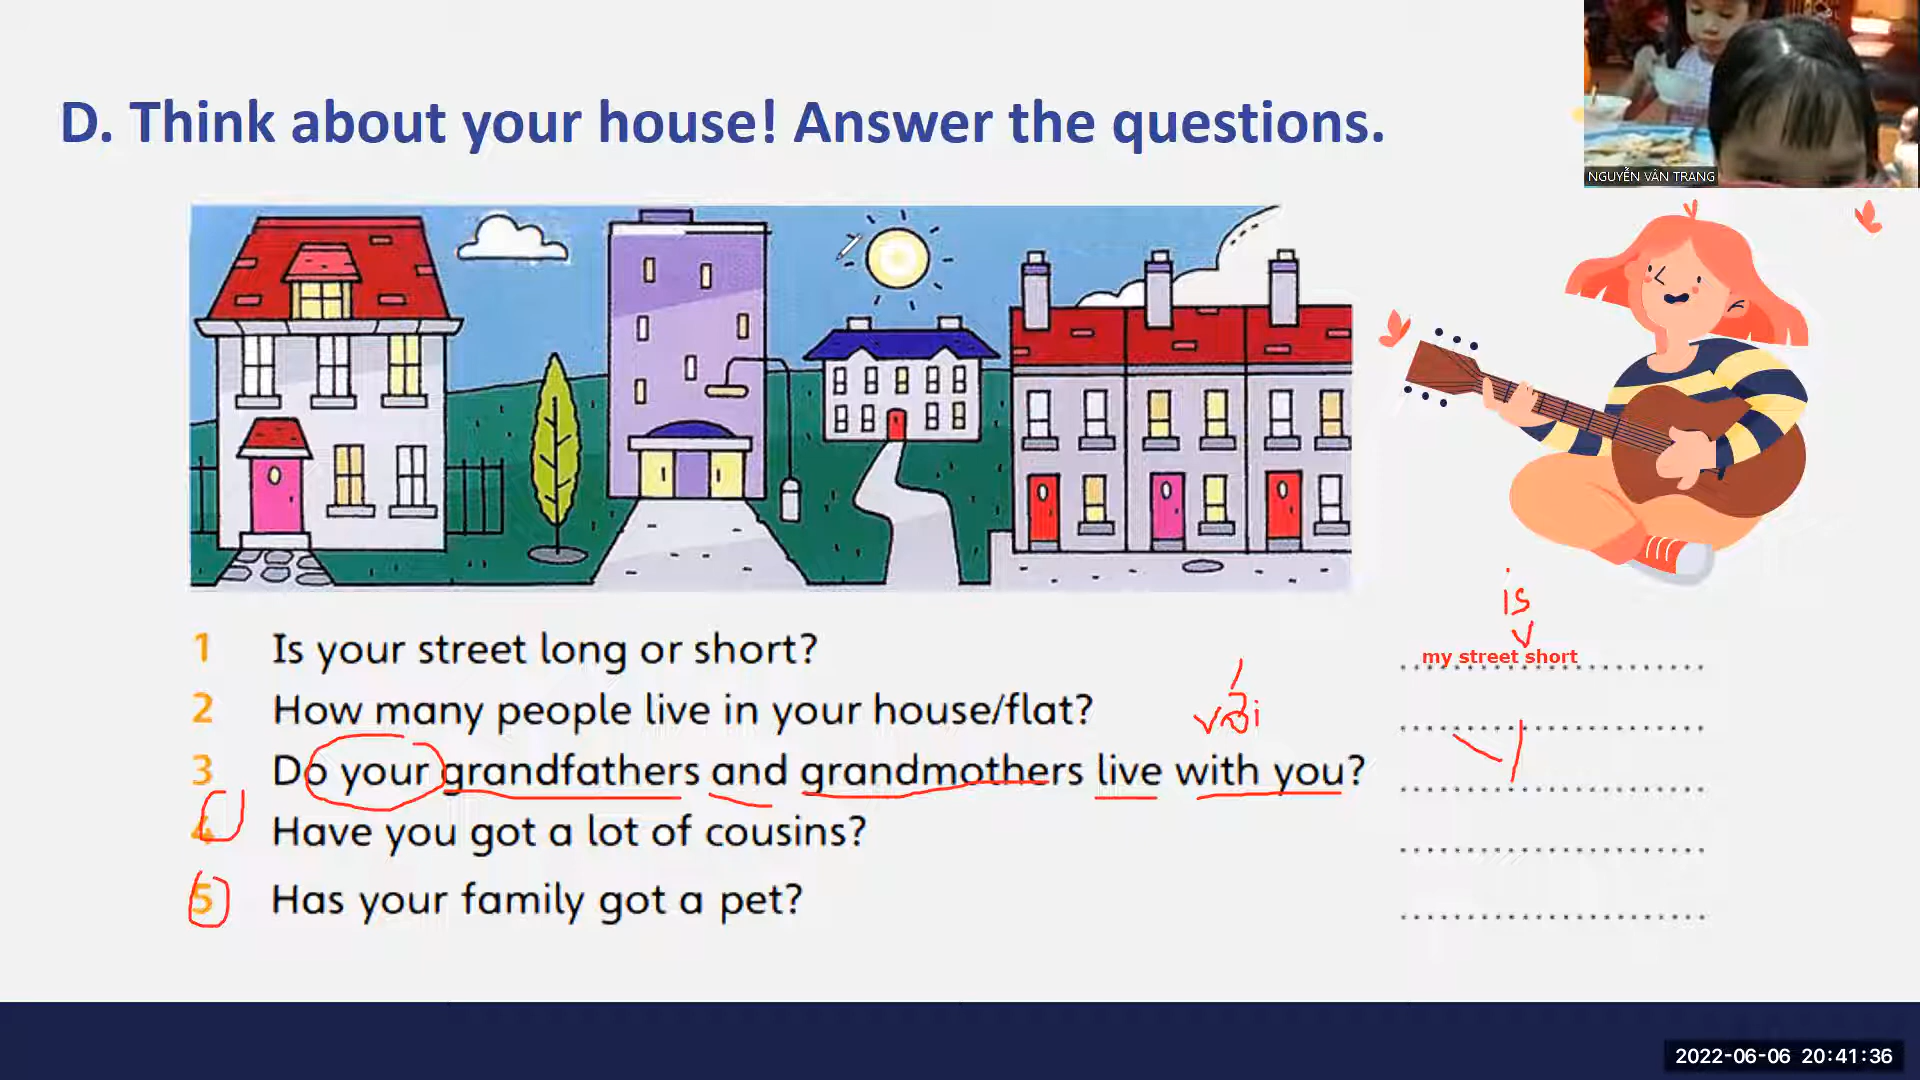 D. Think about your house! Answer the questions.
NGUYỄN VÂN TRANG
is
1 Is your street long or short?
my street short
2 How many people live in your house/flat?
với
3 Do your grandfathers and grandmothers live with you?
4 Have you got a lot of cousins?
5 Has your family got a pet?
2022-06-06 20:41:36